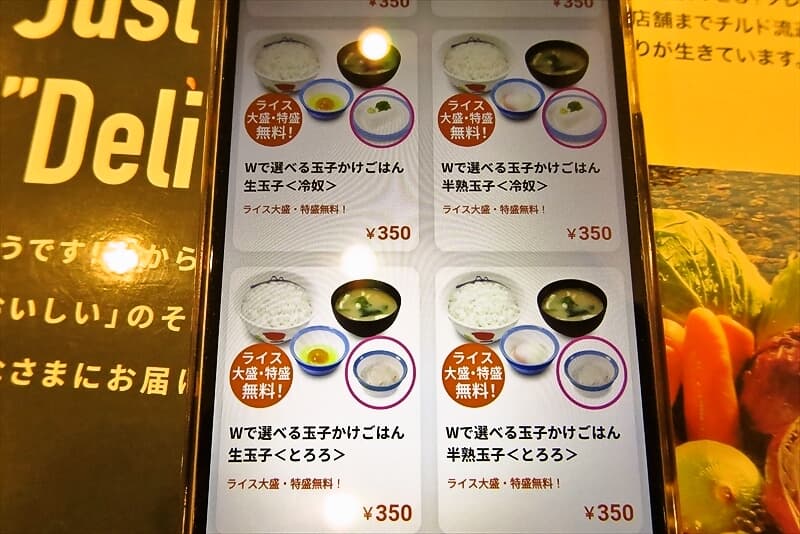 Just
"Deli
うです!
から
おいしい」のそ
なさまにお届け
¥350
¥350
店舗までチルド流通
りが生きています。
ライス
大盛・特盛
無料!
Wで選べる玉子かけごはん
生玉子<冷奴>
ライス大盛・特盛無料!
¥350
ライス
大盛・特盛
無料!
Wで選べる玉子かけごはん
半熟玉子<冷奴>
ライス大盛・特盛無料!
¥350
ライス
大盛・特盛
無料!
Wで選べる玉子かけごはん
生玉子<とろろ>
ライス大盛・特盛無料!
¥350
ライス
大盛・特盛
無料!
Wで選べる玉子かけごはん
半熟玉子<とろろ>
ライス大盛・特盛無料!
¥350